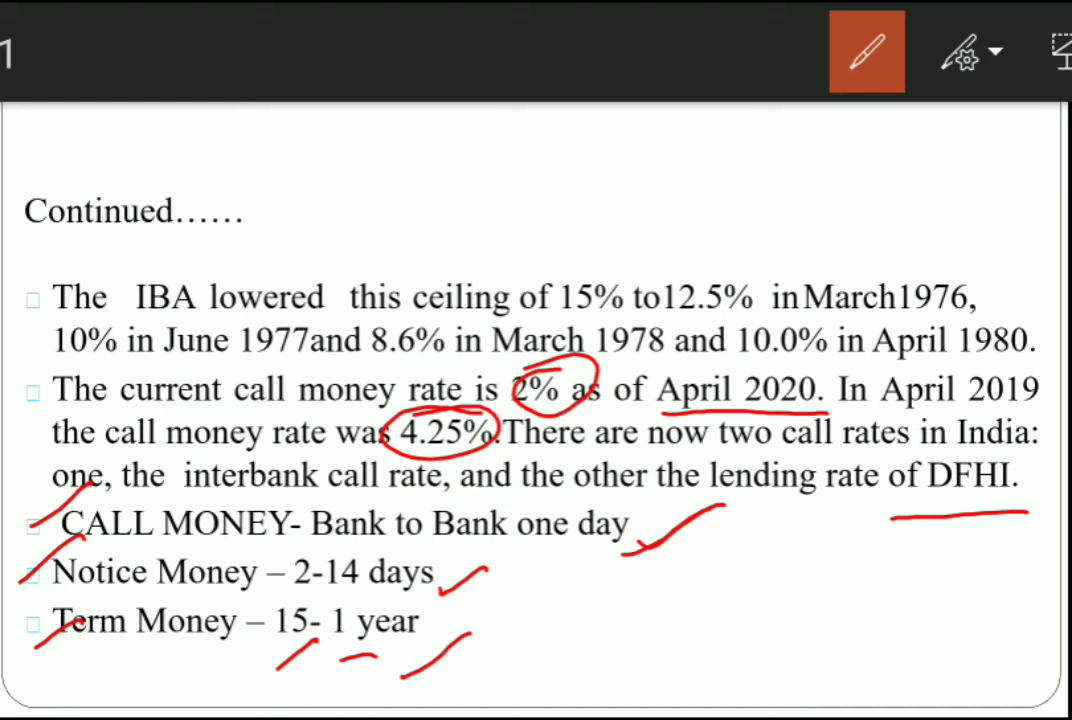 1
Continued......
The IBA lowered this ceiling of 15% to12.5% inMarch1976,
10% in June 1977and 8.6% in March 1978 and 10.0% in April 1980.
The current call money rate is 2% as of April 2020. In April 2019
the call money rate was 4.25%.There are now two call rates in India:
one, the interbank call rate, and the other the lending rate of DFHI.
CALL MONEY- Bank to Bank one day
Notice Money – 2-14 days
Term Money – 15- 1 year